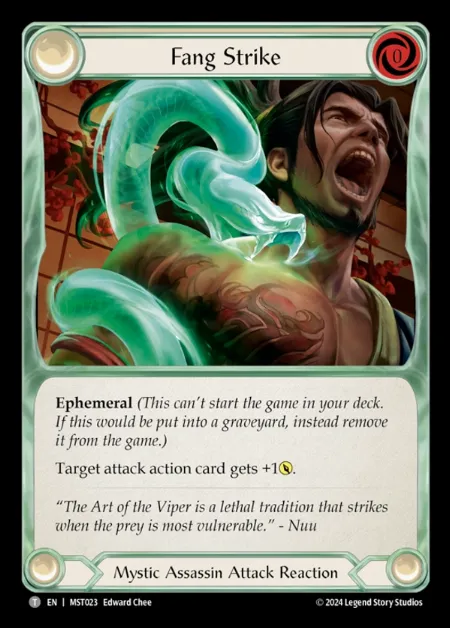 Fang Strike
0
Ephemeral (This can't start the game in your deck.
If this would be put into a graveyard, instead remove
it from the game.)
Target attack action card gets +1.
"The Art of the Viper is a lethal tradition that strikes
when the prey is most vulnerable." - Nuu
Mystic Assassin Attack Reaction
T EN | MST023 Edward Chee
© 2024 Legend Story Studios